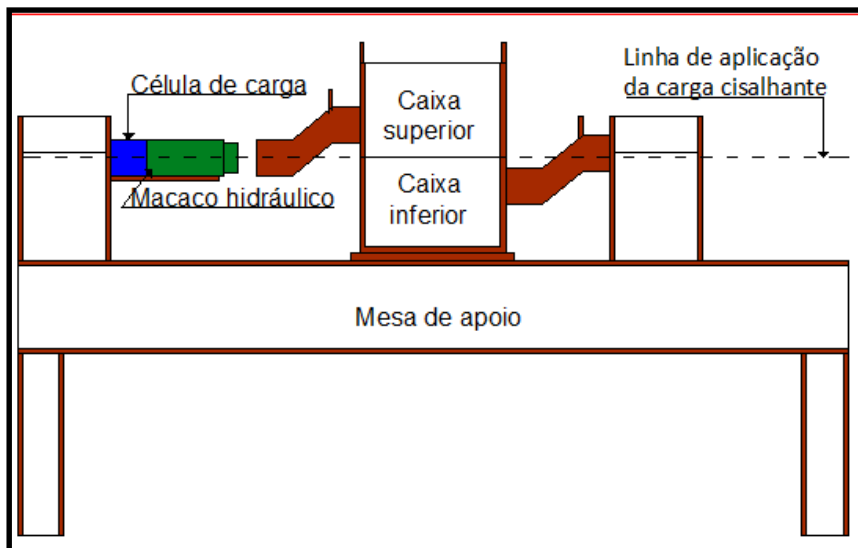 Linha de aplicação
da carga cisalhante
Célula de carga
Caixa
superior
Macaco hidráulico
Caixa
inferior
Mesa de apoio